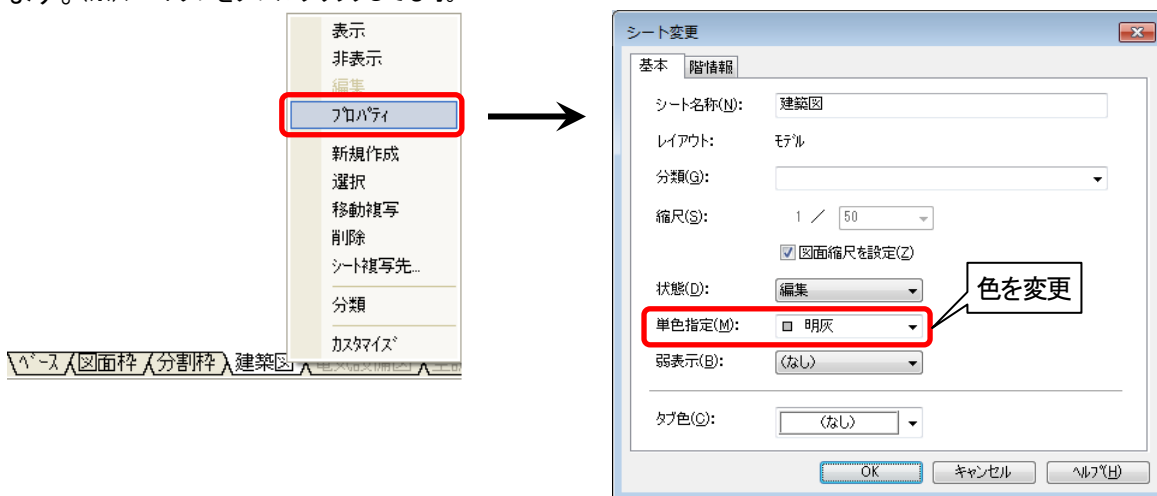 表示
非表示
編集
ﾌﾟﾛﾊﾟﾃｨ
新規作成
選択
移動複写
削除
ｼｰﾄ複写先...
分類
ｶｽﾀﾏｲｽﾞ
ﾍﾞｰｽ 図面枠 分割枠 建築図
シート変更
基本 階情報
シート名称(N): 建築図
レイアウト: ﾓﾃﾞﾙ
分類(G):
縮尺(S): 1 ／ 50
図面縮尺を設定(Z)
状態(D): 編集
色を変更
単色指定(M): 明灰
弱表示(B): (なし)
タブ色(C): (なし)
OK キャンセル ﾍﾙﾌﾟ(H)